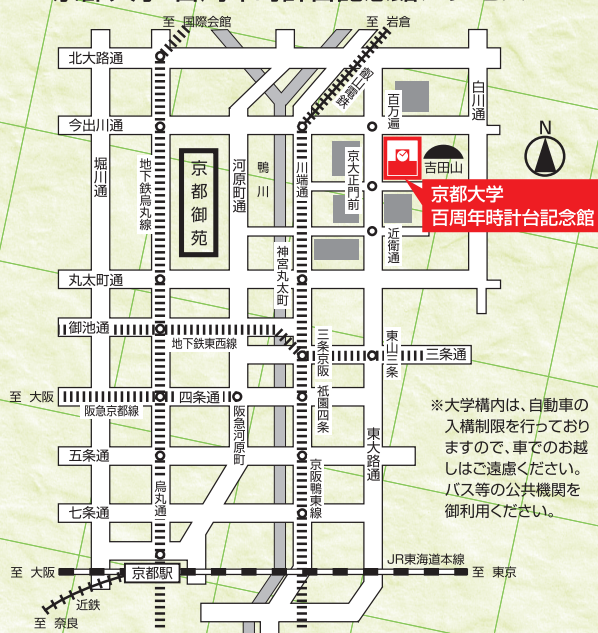 至 国際会館
至 岩倉
北大路通
叡山電鉄
白川通
百万遍
今出川通
N
堀川通
地下鉄烏丸線
京都御苑
河原町通
鴨川
川端通
京大正門前
吉田山
京都大学
百周年時計台記念館
近衛通
神宮丸太町
丸太町通
御池通
地下鉄東西線
三条京阪
東山三条
三条通
至 大阪
四条通
阪急京都線
阪急河原町
祇園四条
東大路通
※大学構内は、自動車の
入構制限を行っており
ますので、車でのお越
しはご遠慮ください。
バス等の公共機関を
御利用ください。
五条通
烏丸通
京阪鴨東線
七条通
JR東海道本線
至 大阪
京都駅
至 東京
近鉄
至 奈良